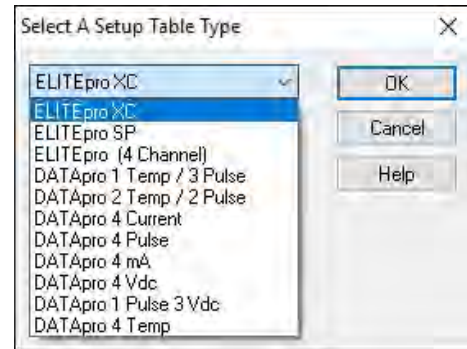 Select A Setup Table Type
ELITEpro XC
OK
ELITEpro XC
ELITEpro SP
Cancel
ELITEpro (4 Channel)
DATApro 1 Temp / 3 Pulse
Help
DATApro 2 Temp / 2 Pulse
DATApro 4 Current
DATApro 4 Pulse
DATApro 4 mA
DATApro 4 Vdc
DATApro 1 Pulse 3 Vdc
DATApro 4 Temp